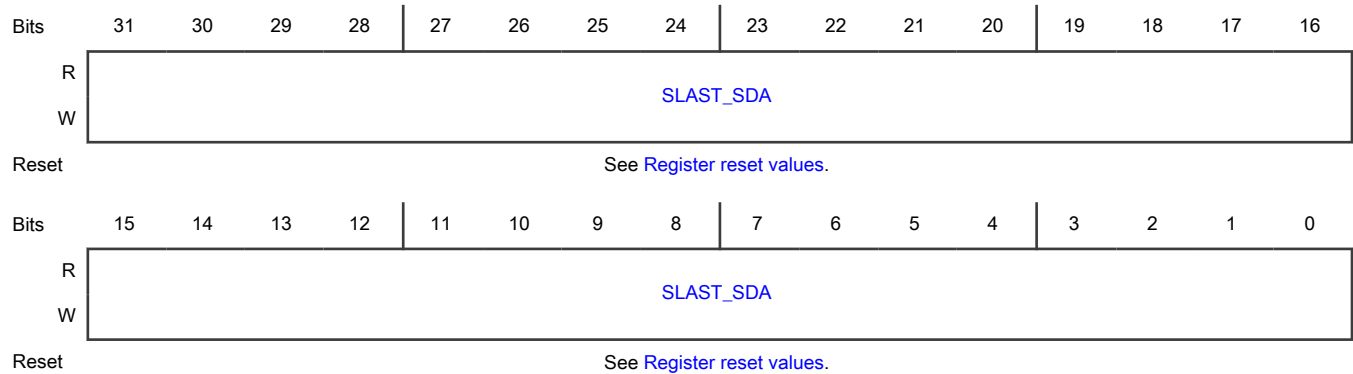 Bits 31 30 29 28 27 26 25 24 23 22 21 20 19 18 17 16
R
SLAST_SDA
W
Reset See Register reset values.
Bits 15 14 13 12 11 10 9 8 7 6 5 4 3 2 1 0
R
SLAST_SDA
W
Reset See Register reset values.